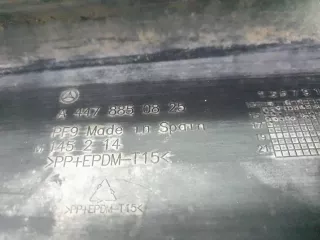 A 447 885 08 25
PF9 Made in Spain
W 145 2 14
>PP+EPDM-T15<
>PP+EPDM-T15<